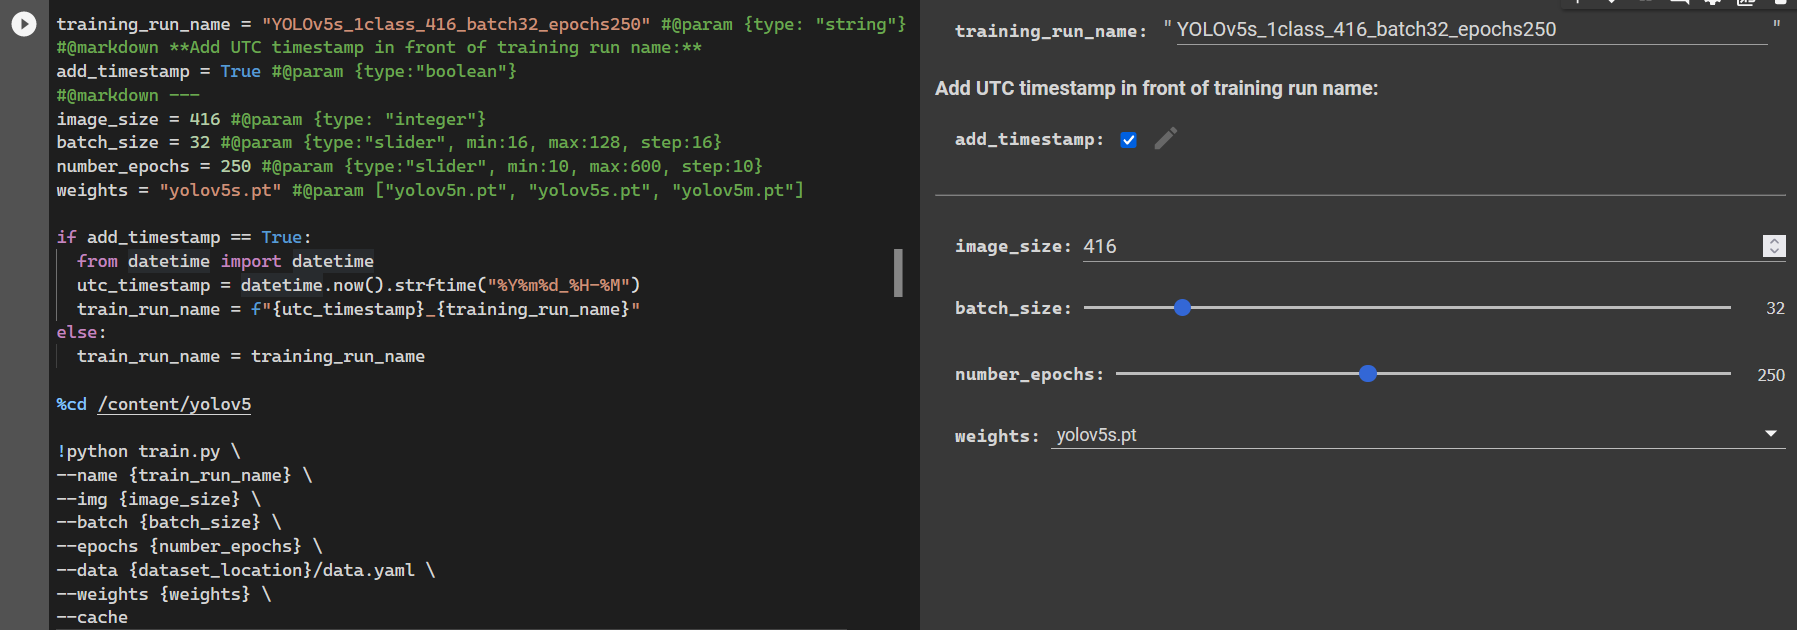 training_run_name = "YOLOv5s_1class_416_batch32_epochs250" #@param {type: "string"}
#@markdown **Add UTC timestamp in front of training run name:**
add_timestamp = True #@param {type:"boolean"}
#@markdown ---
image_size = 416 #@param {type: "integer"}
batch_size = 32 #@param {type:"slider", min:16, max:128, step:16}
number_epochs = 250 #@param {type:"slider", min:10, max:600, step:10}
weights = "yolov5s.pt" #@param ["yolov5n.pt", "yolov5s.pt", "yolov5m.pt"]
if add_timestamp == True:
from datetime import datetime
utc_timestamp = datetime.now().strftime("%Y%m%d_%H-%M")
train_run_name = f"{utc_timestamp}_{training_run_name}"
else:
train_run_name = training_run_name
%cd /content/yolov5
!python train.py \
--name {train_run_name} \
--img {image_size} \
--batch {batch_size} \
--epochs {number_epochs} \
--data {dataset_location}/data.yaml \
--weights {weights} \
--cache
training_run_name: "YOLOv5s_1class_416_batch32_epochs250"
Add UTC timestamp in front of training run name:
add_timestamp:
image_size: 416
batch_size: 32
number_epochs: 250
weights: yolov5s.pt